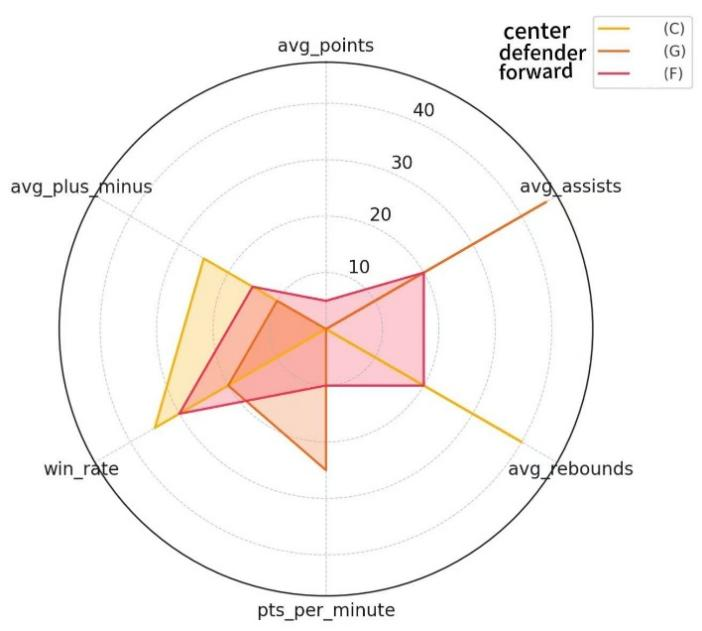 center (C)
defender (G)
forward (F)
avg_points
40
30
avg_plus_minus
avg_assists
20
10
win_rate
avg_rebounds
pts_per_minute